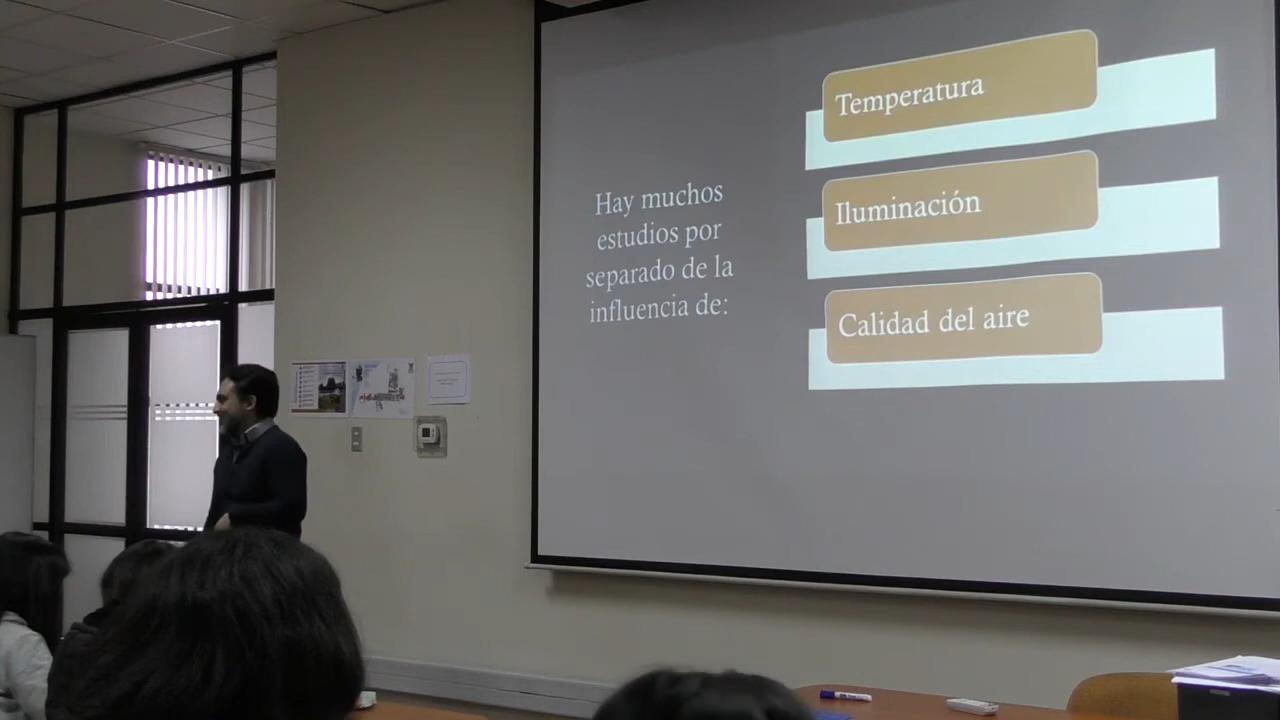 Hay muchos
estudios por
separado de la
influencia de:
Temperatura
Iluminación
Calidad del aire